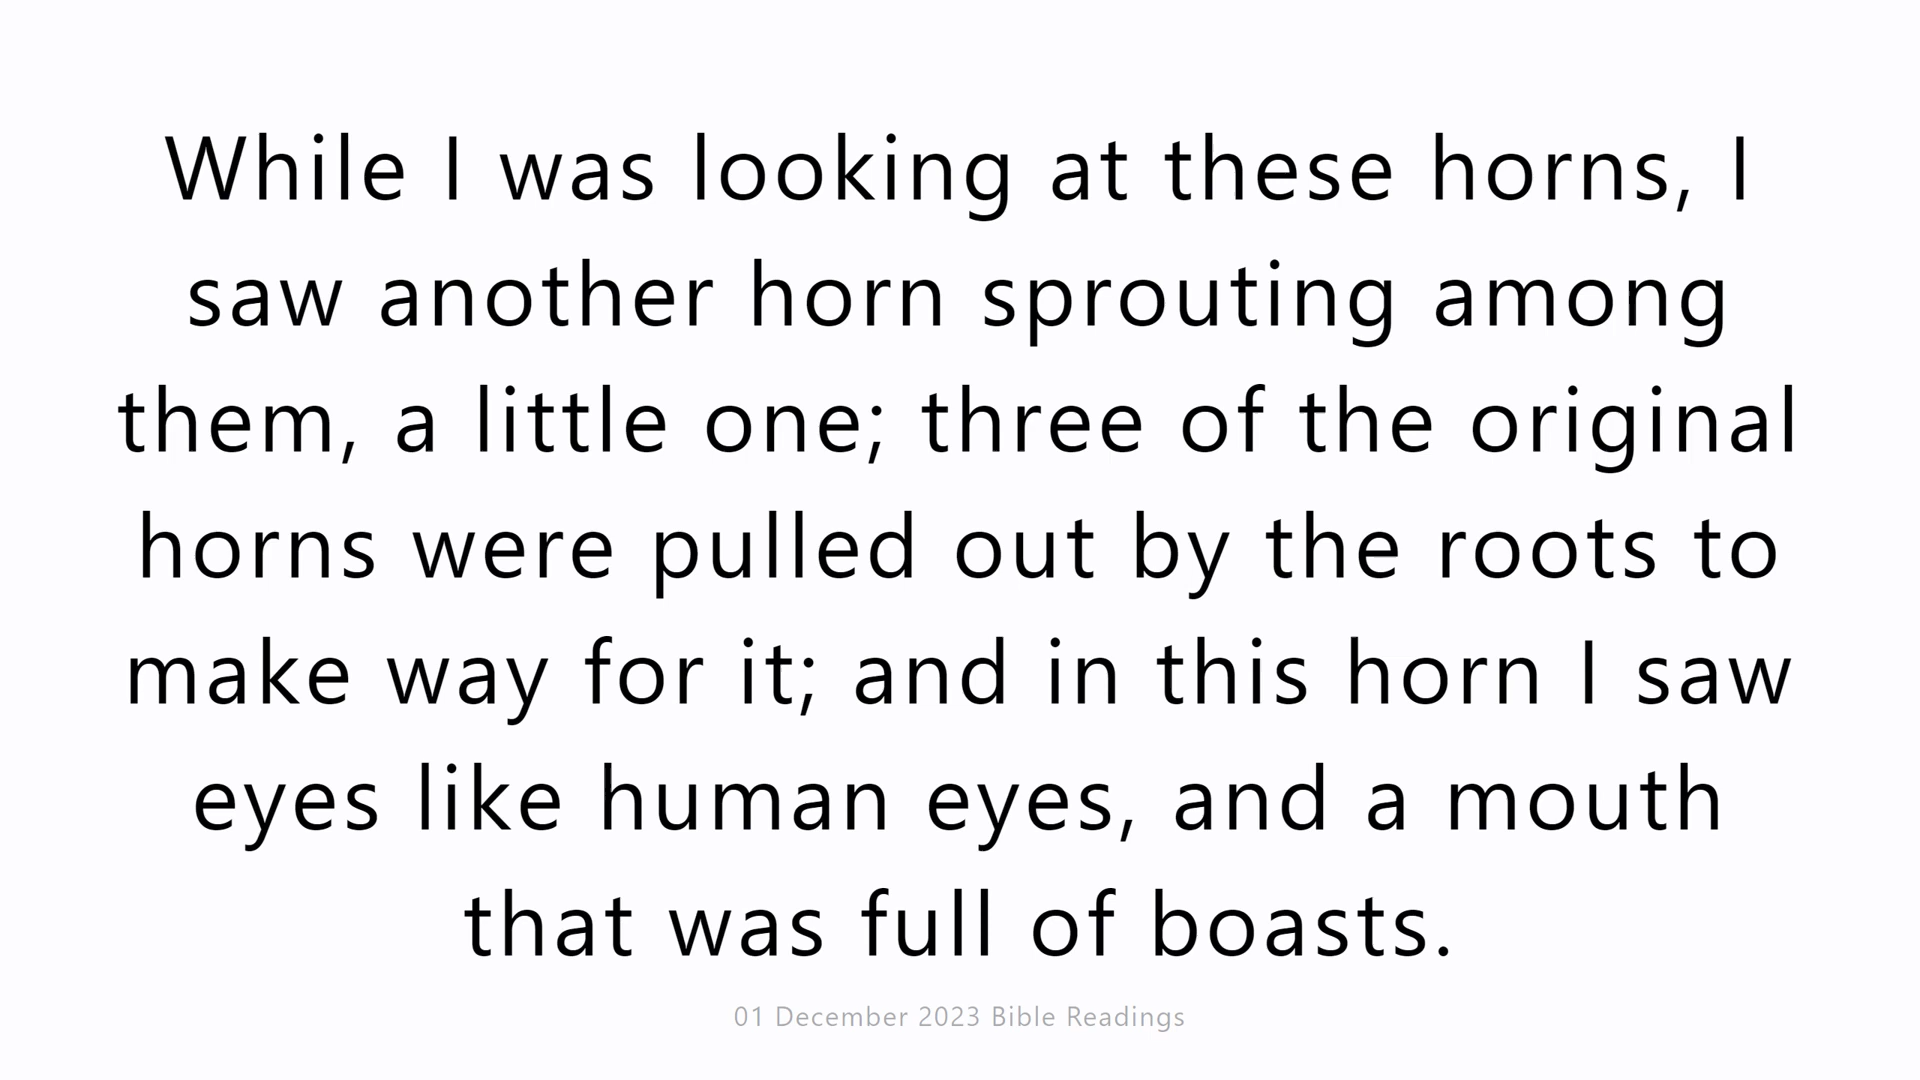 While I was looking at these horns, I
saw another horn sprouting among
them, a little one; three of the original
horns were pulled out by the roots to
make way for it; and in this horn I saw
eyes like human eyes, and a mouth
that was full of boasts.
01 December 2023 Bible Readings